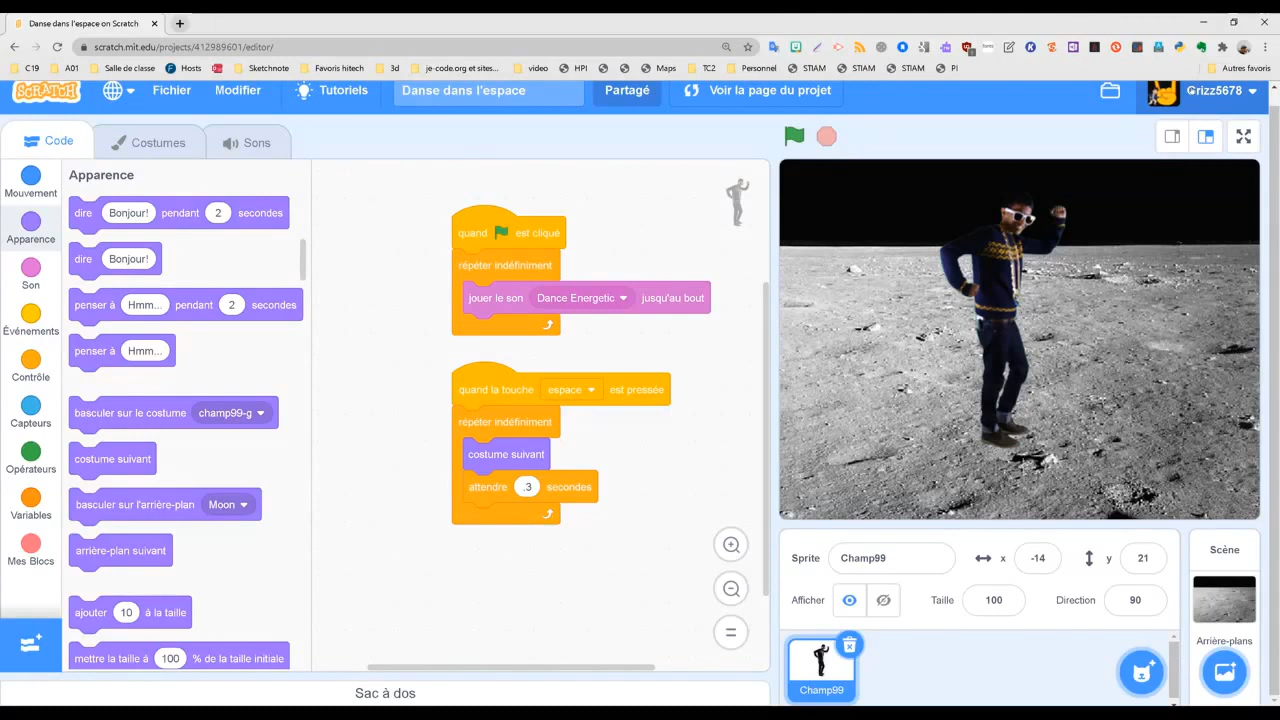 Danse dans l'espace on Scratch
scratch.mit.edu/projects/412989601/editor/
C19 A01 Salle de classe Hosts Sketchnote Favoris hitech 3d je-code.org et sites... video HPI Maps TC2 Personnel STIAM STIAM STIAM PI Autres favoris
SCRATCH Fichier Modifier Tutoriels Danse dans l'espace Partagé Voir la page du projet Grizz5678
Code Costumes Sons
Mouvement
Apparence
Son
Événements
Contrôle
Capteurs
Opérateurs
Variables
Mes Blocs
Apparence
dire Bonjour! pendant 2 secondes
dire Bonjour!
penser à Hmm... pendant 2 secondes
penser à Hmm...
basculer sur le costume champ99-g
costume suivant
basculer sur l'arrière-plan Moon
arrière-plan suivant
ajouter 10 à la taille
mettre la taille à 100 % de la taille initiale
quand est cliqué
répéter indéfiniment
jouer le son Dance Energetic jusqu'au bout
quand la touche espace est pressée
répéter indéfiniment
costume suivant
attendre .3 secondes
Sac à dos
Sprite Champ99 x -14 y 21
Afficher Taille 100 Direction 90
Champ99
Scène
Arrière-plans